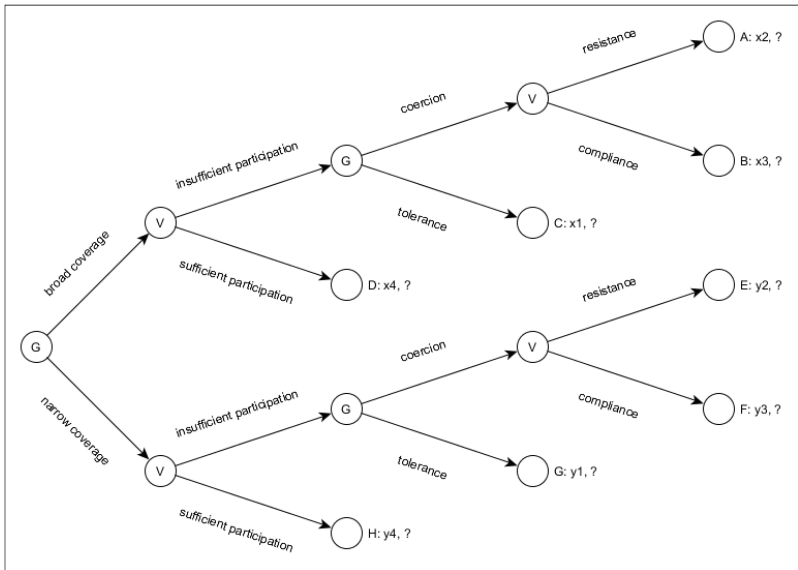 resistance
A: x2, ?
coercion
V
compliance
B: x3, ?
insufficient participation
G
tolerance
C: x1, ?
broad coverage
V
sufficient participation
D: x4, ?
G
resistance
E: y2, ?
coercion
V
compliance
F: y3, ?
insufficient participation
G
tolerance
G: y1, ?
narrow coverage
V
sufficient participation
H: y4, ?